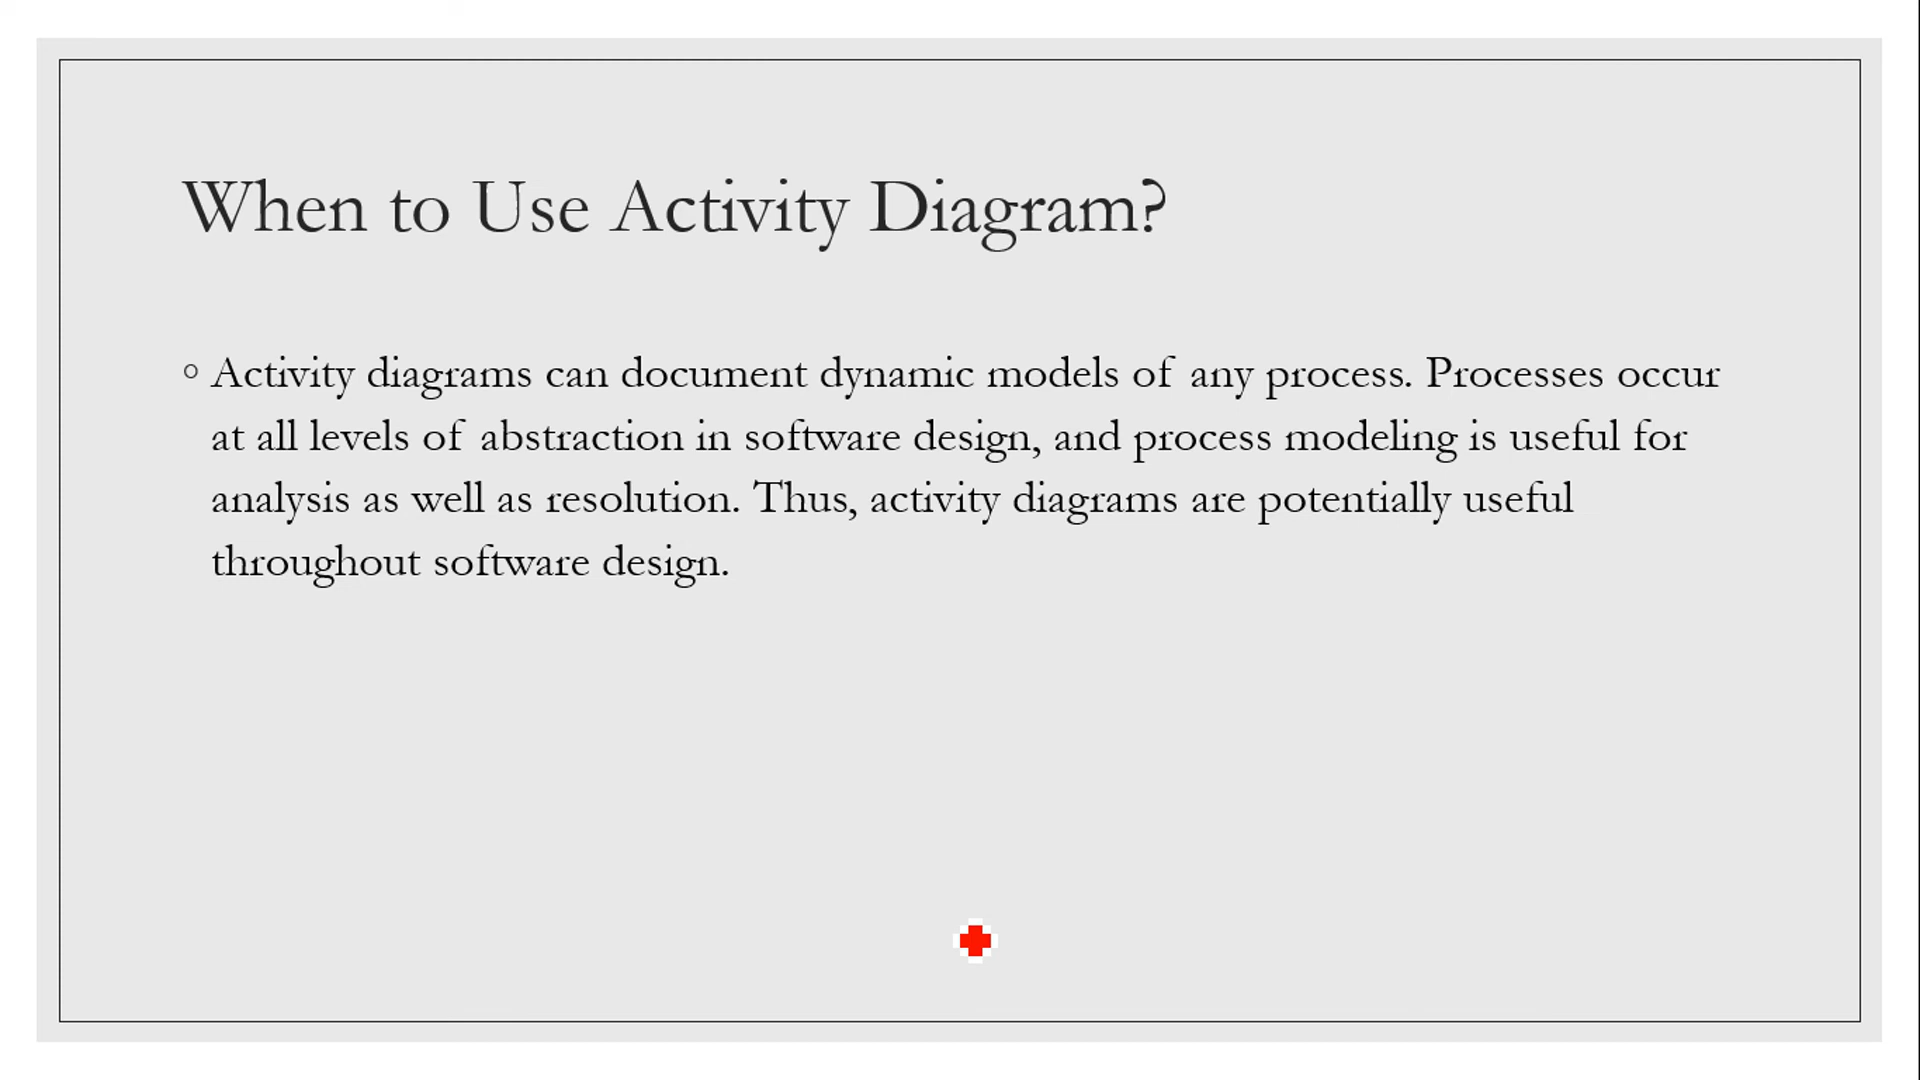 When to Use Activity Diagram?
Activity diagrams can document dynamic models of any process. Processes occur
at all levels of abstraction in software design, and process modeling is useful for
analysis as well as resolution. Thus, activity diagrams are potentially useful
throughout software design.